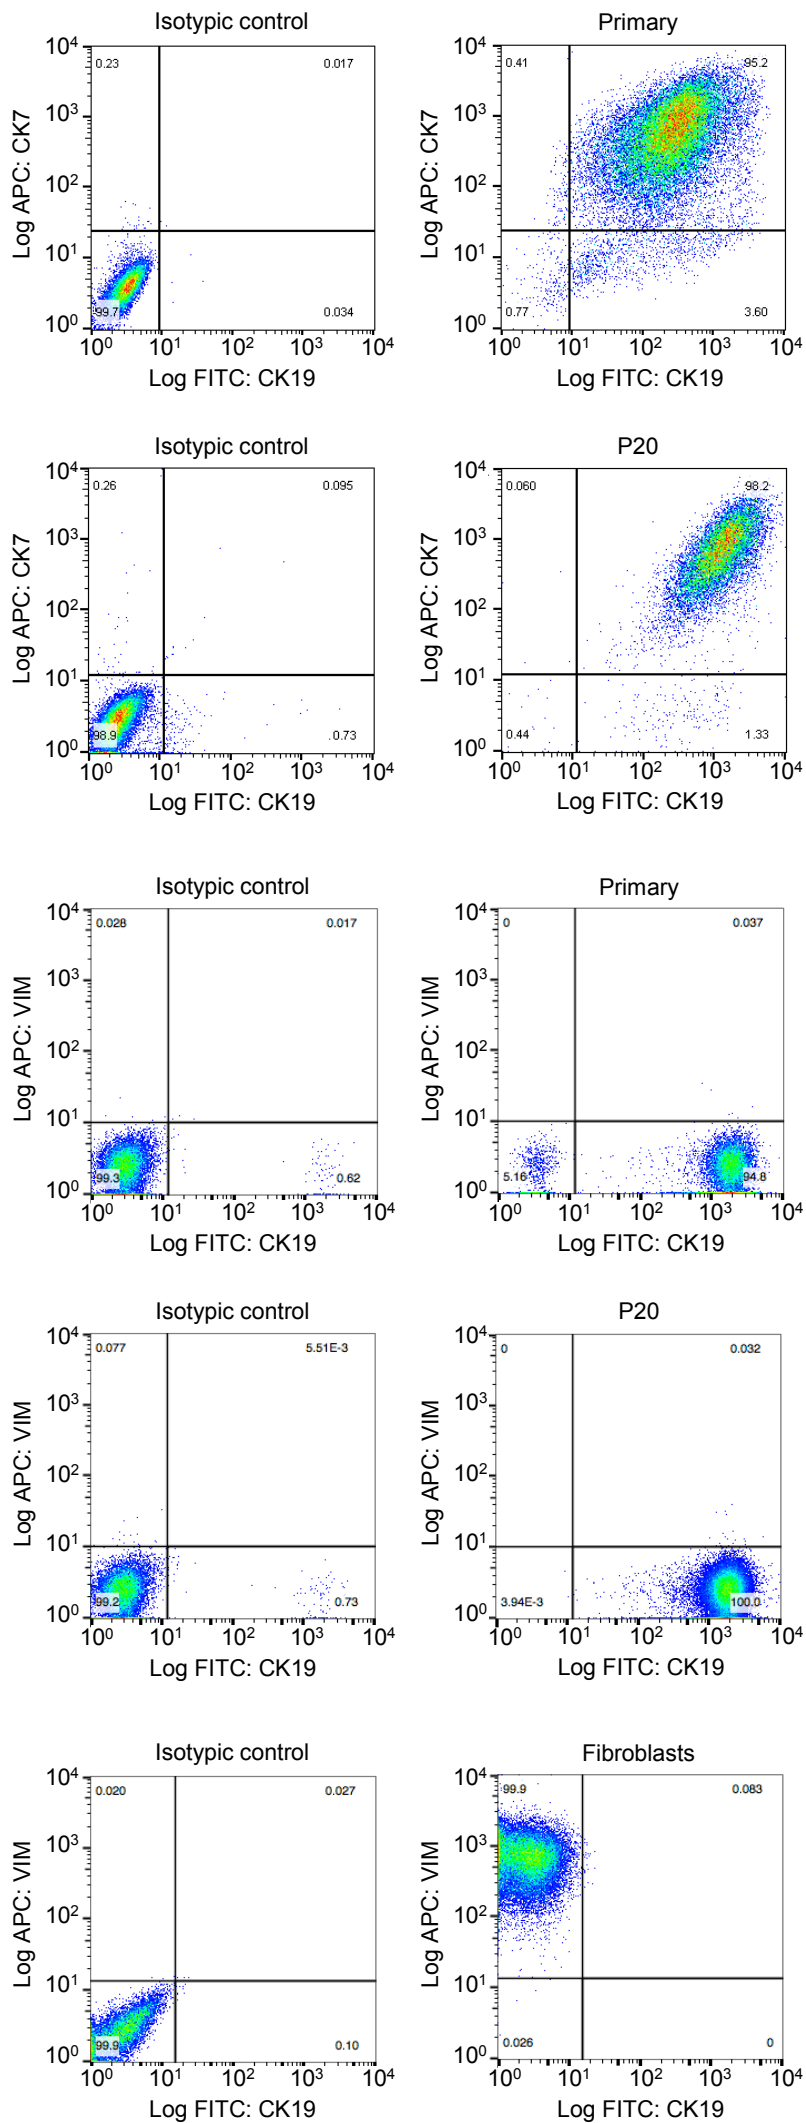 Isotypic control
Primary
10⁴
10³
10²
10¹
10⁰
Log APC: CK7
0.23
0.017
99.7
0.034
10⁰ 10¹ 10² 10³ 10⁴
Log FITC: CK19
10⁴
10³
10²
10¹
10⁰
Log APC: CK7
0.41
95.2
0.77
3.60
10⁰ 10¹ 10² 10³ 10⁴
Log FITC: CK19
Isotypic control
P20
10⁴
10³
10²
10¹
10⁰
Log APC: CK7
0.26
0.095
98.9
0.73
10⁰ 10¹ 10² 10³ 10⁴
Log FITC: CK19
10⁴
10³
10²
10¹
10⁰
Log APC: CK7
0.060
98.2
0.44
1.33
10⁰ 10¹ 10² 10³ 10⁴
Log FITC: CK19
Isotypic control
Primary
10⁴
10³
10²
10¹
10⁰
Log APC: VIM
0.028
0.017
99.3
0.62
10⁰ 10¹ 10² 10³ 10⁴
Log FITC: CK19
10⁴
10³
10²
10¹
10⁰
Log APC: VIM
0
0.037
5.16
94.8
10⁰ 10¹ 10² 10³ 10⁴
Log FITC: CK19
Isotypic control
P20
10⁴
10³
10²
10¹
10⁰
Log APC: VIM
0.077
5.51E-3
99.2
0.73
10⁰ 10¹ 10² 10³ 10⁴
Log FITC: CK19
10⁴
10³
10²
10¹
10⁰
Log APC: VIM
0
0.032
3.94E-3
100.0
10⁰ 10¹ 10² 10³ 10⁴
Log FITC: CK19
Isotypic control
Fibroblasts
10⁴
10³
10²
10¹
10⁰
Log APC: VIM
0.020
0.027
99.9
0.10
10⁰ 10¹ 10² 10³ 10⁴
Log FITC: CK19
10⁴
10³
10²
10¹
10⁰
Log APC: VIM
99.9
0.083
0.026
0
10⁰ 10¹ 10² 10³ 10⁴
Log FITC: CK19